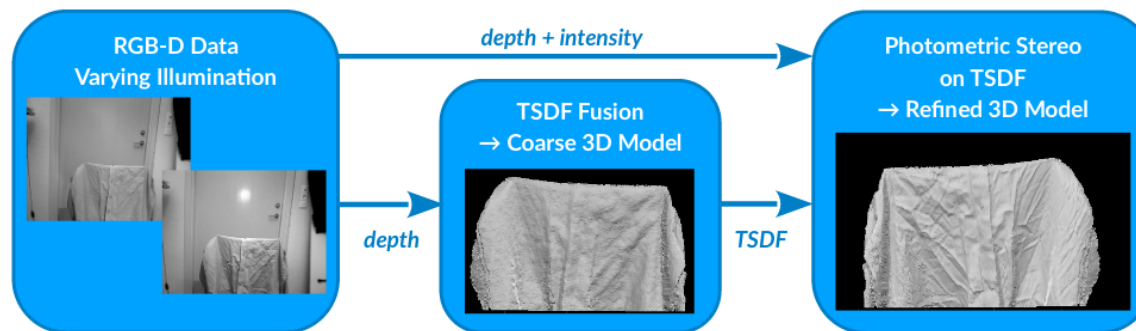 RGB-D Data
Varying Illumination
depth + intensity
depth
TSDF Fusion
→ Coarse 3D Model
TSDF
Photometric Stereo
on TSDF
→ Refined 3D Model